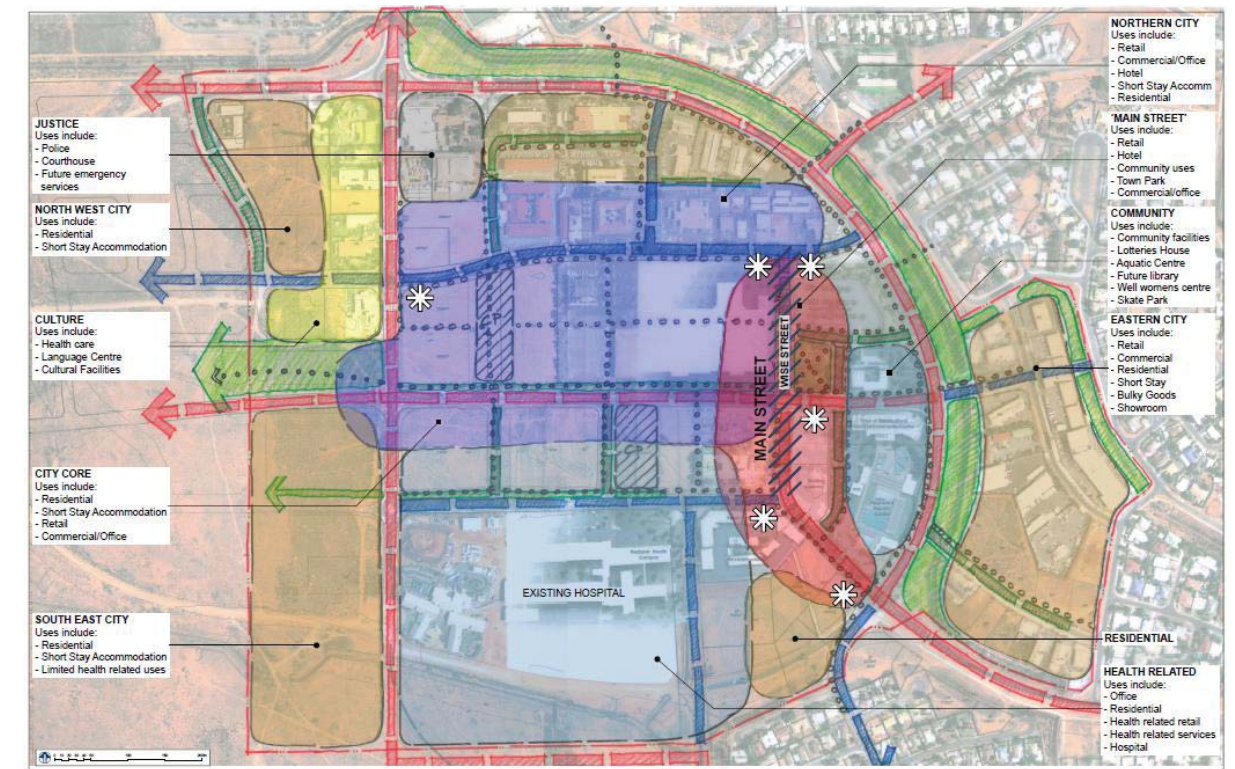 JUSTICE
Uses include:
- Police
- Courthouse
- Future emergency
services
NORTH WEST CITY
Uses include:
- Residential
- Short Stay Accommodation
CULTURE
Uses include:
- Health care
- Language Centre
- Cultural Facilities
CITY CORE
Uses include:
- Residential
- Short Stay Accommodation
- Retail
- Commercial/Office
SOUTH EAST CITY
Uses include:
- Residential
- Short Stay Accommodation
- Limited health related uses
MAIN STREET
WISE STREET
EXISTING HOSPITAL
NORTHERN CITY
Uses include:
- Retail
- Commercial/Office
- Hotel
- Short Stay Accomm
- Residential
'MAIN STREET'
Uses include:
- Retail
- Hotel
- Community uses
- Town Park
- Commercial/office
COMMUNITY
Uses include:
- Community facilities
- Lotteries House
- Aquatic Centre
- Future library
- Well womens centre
- Skate Park
EASTERN CITY
Uses include:
- Retail
- Commercial
- Residential
- Short Stay
- Bulky Goods
- Showroom
RESIDENTIAL
HEALTH RELATED
Uses include:
- Office
- Residential
- Health related retail
- Health related services
- Hospital